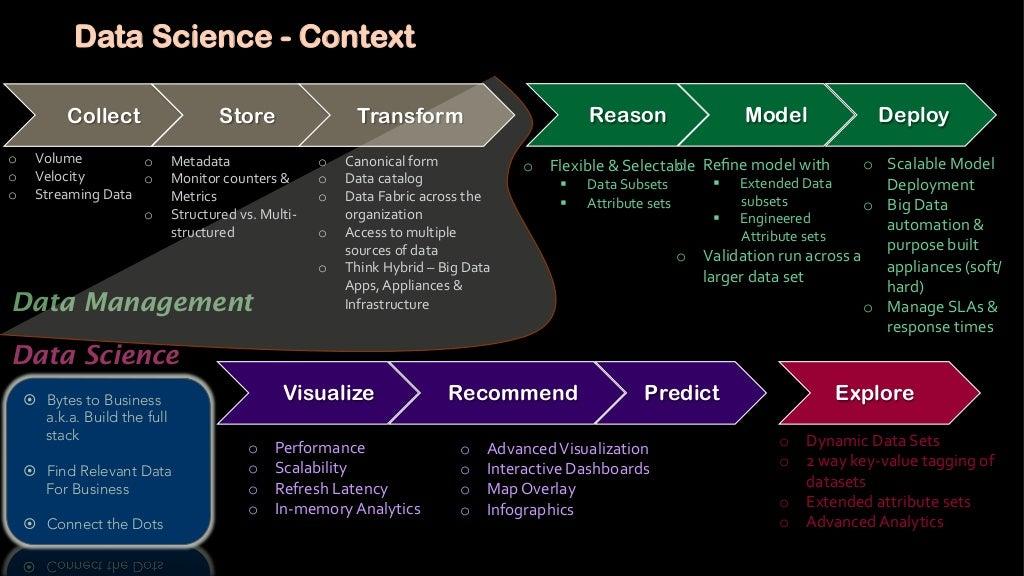 Data Science - Context
Collect
Store
Transform
Reason
Model
Deploy
Volume
Velocity
Streaming Data
Metadata
Monitor counters &
Metrics
Structured vs. Multi-
structured
Canonical form
Data catalog
Data Fabric across the
organization
Access to multiple
sources of data
Think Hybrid – Big Data
Apps, Appliances &
Infrastructure
Flexible & Selectable
Data Subsets
Attribute sets
Refine model with
Extended Data
subsets
Engineered
Attribute sets
Validation run across a
larger data set
Scalable Model
Deployment
Big Data
automation &
purpose built
appliances (soft/
hard)
Manage SLAs &
response times
Data Management
Data Science
Bytes to Business
a.k.a. Build the full
stack
Find Relevant Data
For Business
Connect the Dots
Visualize
Recommend
Predict
Explore
Performance
Scalability
Refresh Latency
In-memory Analytics
Advanced Visualization
Interactive Dashboards
Map Overlay
Infographics
Dynamic Data Sets
2 way key-value tagging of
datasets
Extended attribute sets
Advanced Analytics